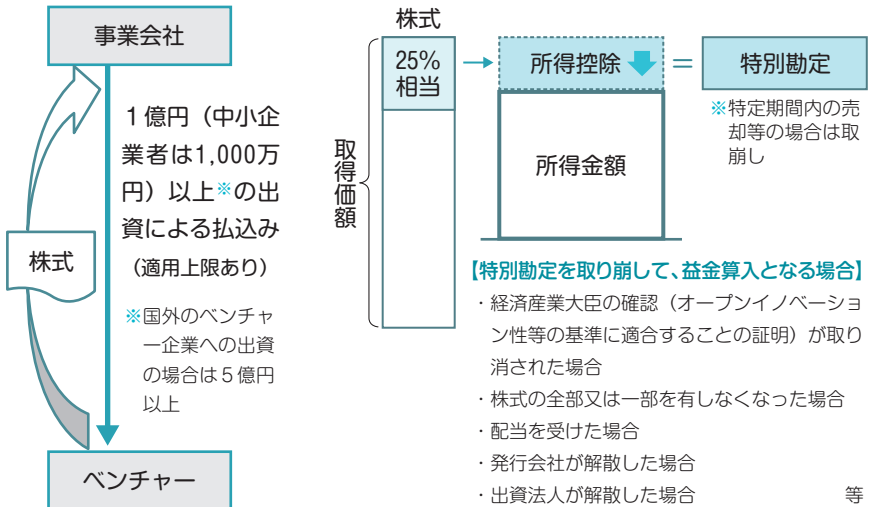 事業会社
1億円（中小企
業者は1,000万
円）以上※の出
資による払込み
（適用上限あり）
※国外のベンチャ
ー企業への出資
の場合は5億円
以上
株式
ベンチャー
株式
25%
相当
取得価額
所得控除
=
特別勘定
※特定期間内の売
却等の場合は取
崩し
所得金額
【特別勘定を取り崩して、益金算入となる場合】
・経済産業大臣の確認（オープンイノベーショ
ン性等の基準に適合することの証明）が取り
消された場合
・株式の全部又は一部を有しなくなった場合
・配当を受けた場合
・発行会社が解散した場合
・出資法人が解散した場合 等